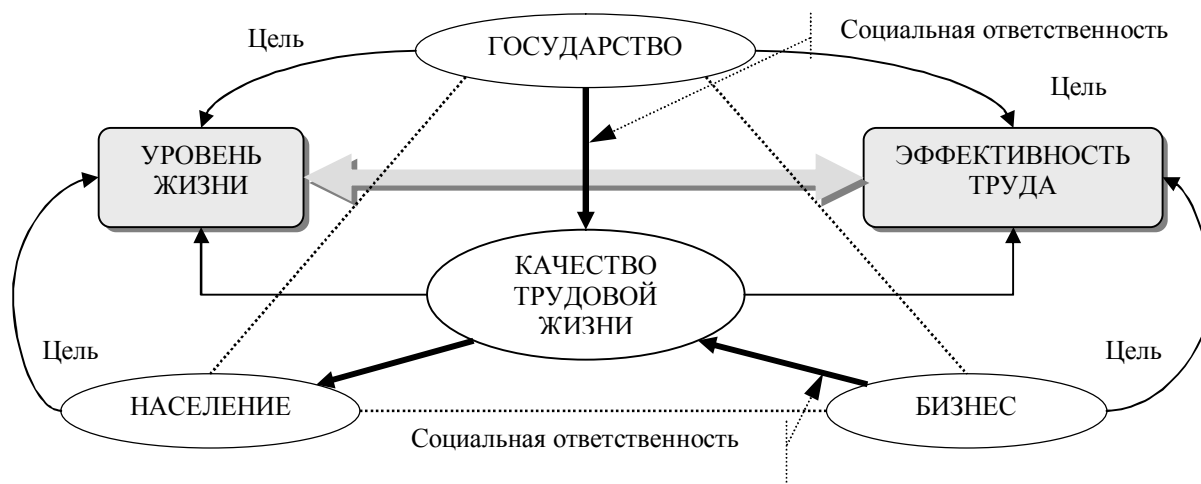 Цель
ГОСУДАРСТВО
Социальная ответственность
Цель
УРОВЕНЬ
ЖИЗНИ
ЭФФЕКТИВНОСТЬ
ТРУДА
КАЧЕСТВО
ТРУДОВОЙ
ЖИЗНИ
Цель
Цель
НАСЕЛЕНИЕ
БИЗНЕС
Социальная ответственность